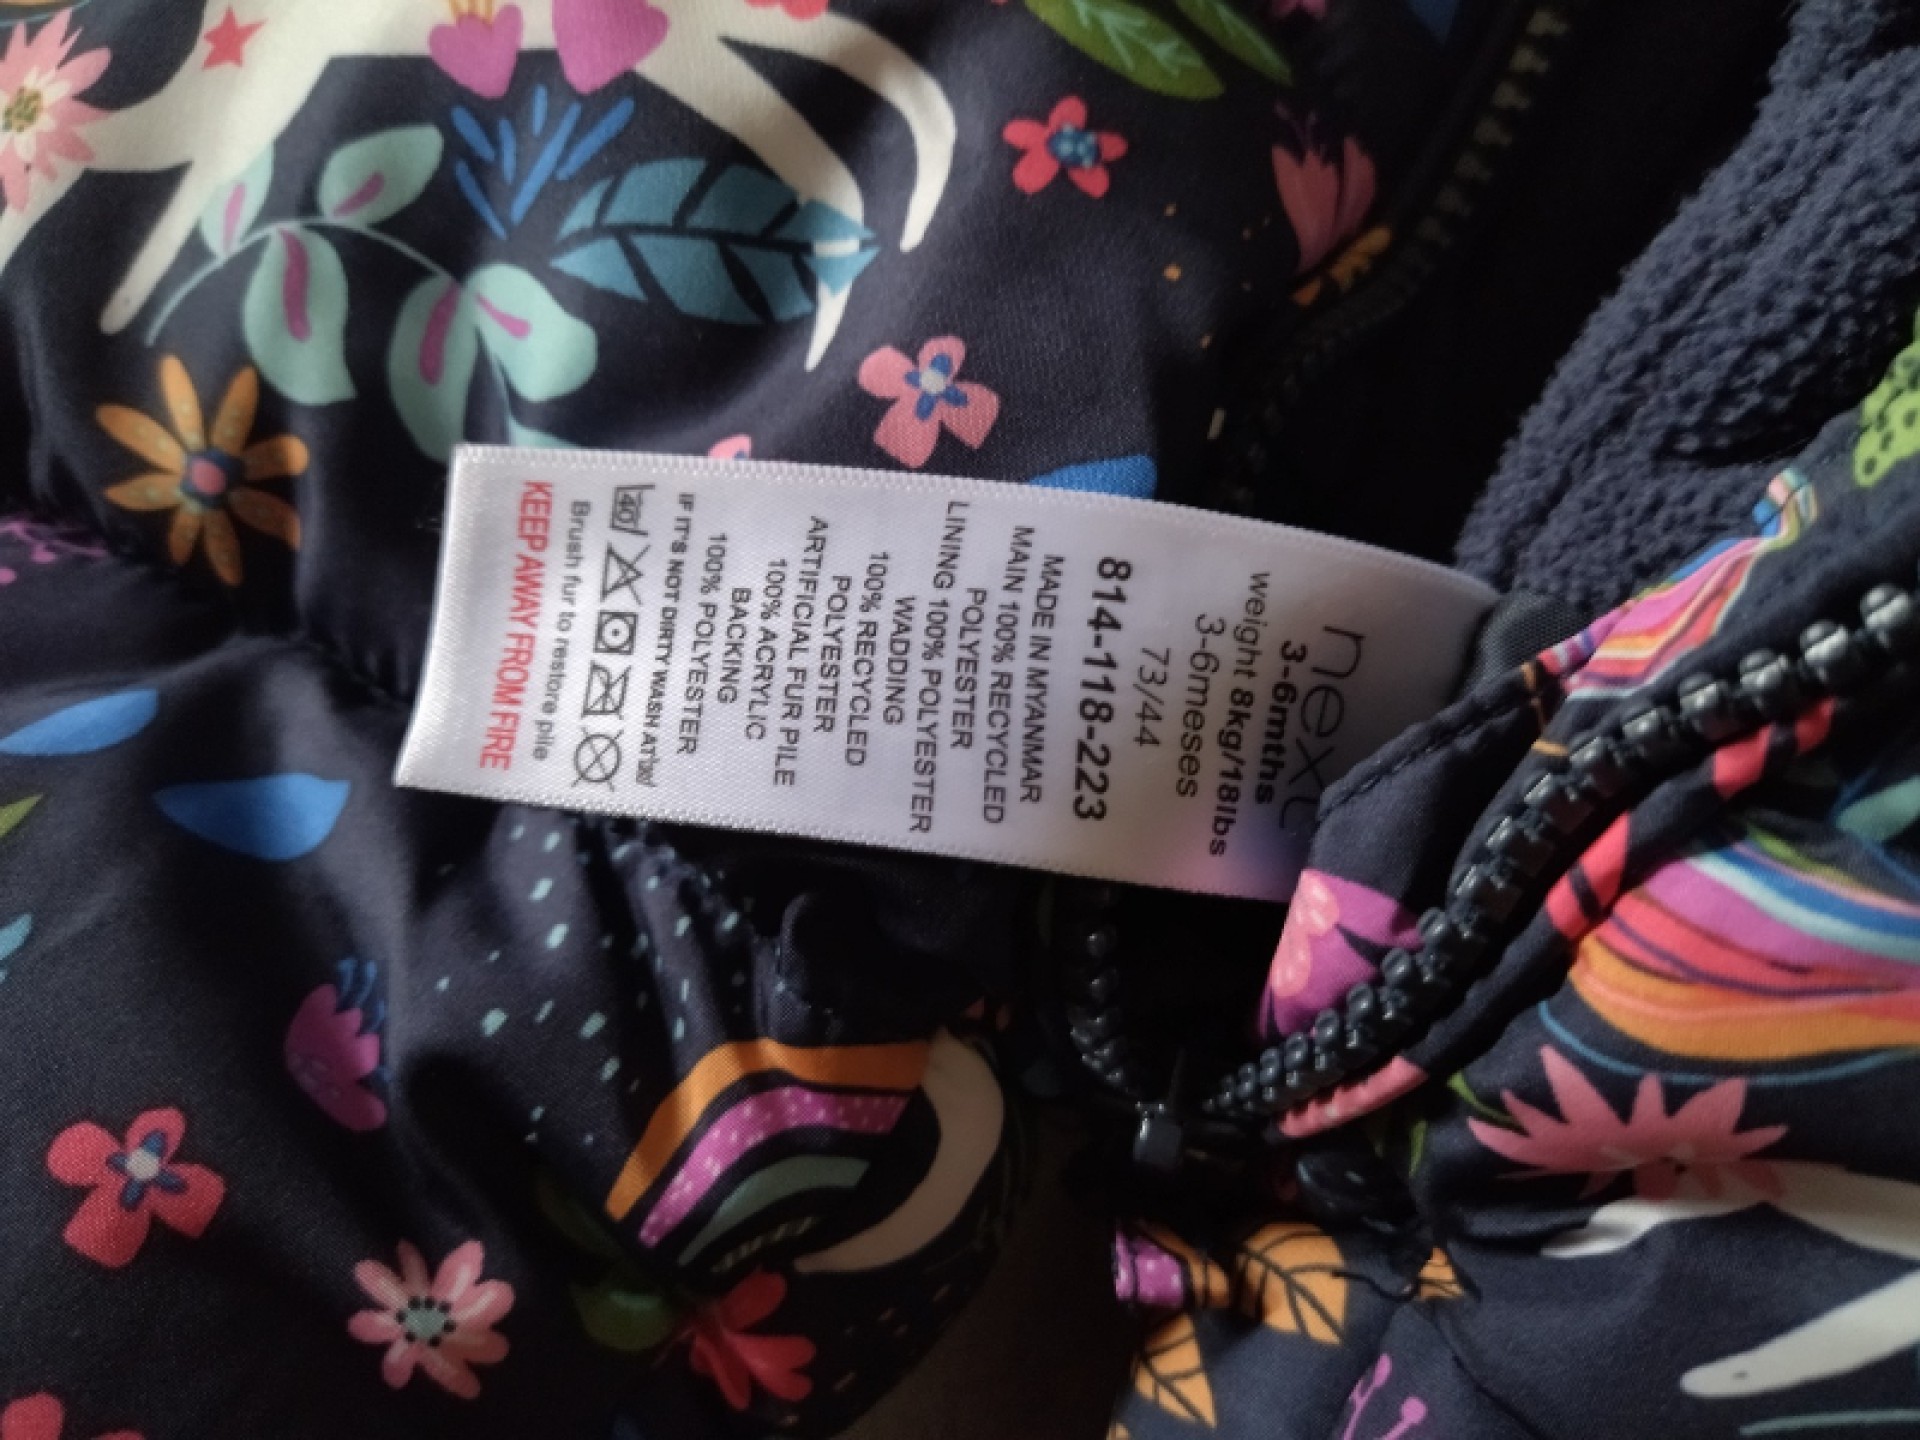 next
3-6mths
weight 8kg/18lbs
3-6meses
73/44
814-118-223
MADE IN MYANMAR
MAIN 100% RECYCLED
POLYESTER
LINING 100% POLYESTER
WADDING
100% RECYCLED
POLYESTER
ARTIFICIAL FUR PILE
100% ACRYLIC
BACKING
100% POLYESTER
IF IT'S NOT DIRTY WASH AT 30
40
Brush fur to restore pile
KEEP AWAY FROM FIRE